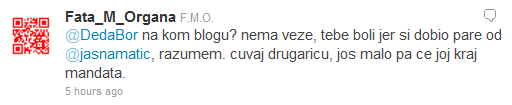 Fata_M_Organa F.M.O.
@DedaBor na kom blogu? nema veze, tebe boli jer si dobio pare od
@jasnamatic, razumem. cuvaj drugaricu, jos malo pa ce joj kraj
mandata.
5 hours ago